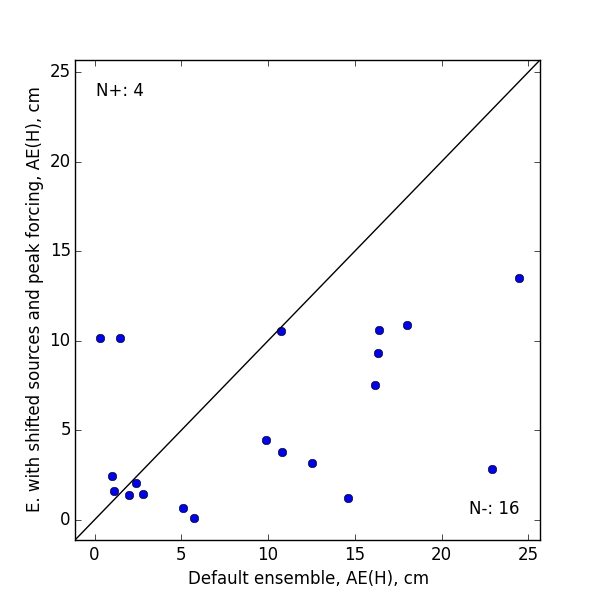 N+: 4
25
20
15
10
5
0
E. with shifted sources and peak forcing, AE(H), cm
N-: 16
0 5 10 15 20 25
Default ensemble, AE(H), cm